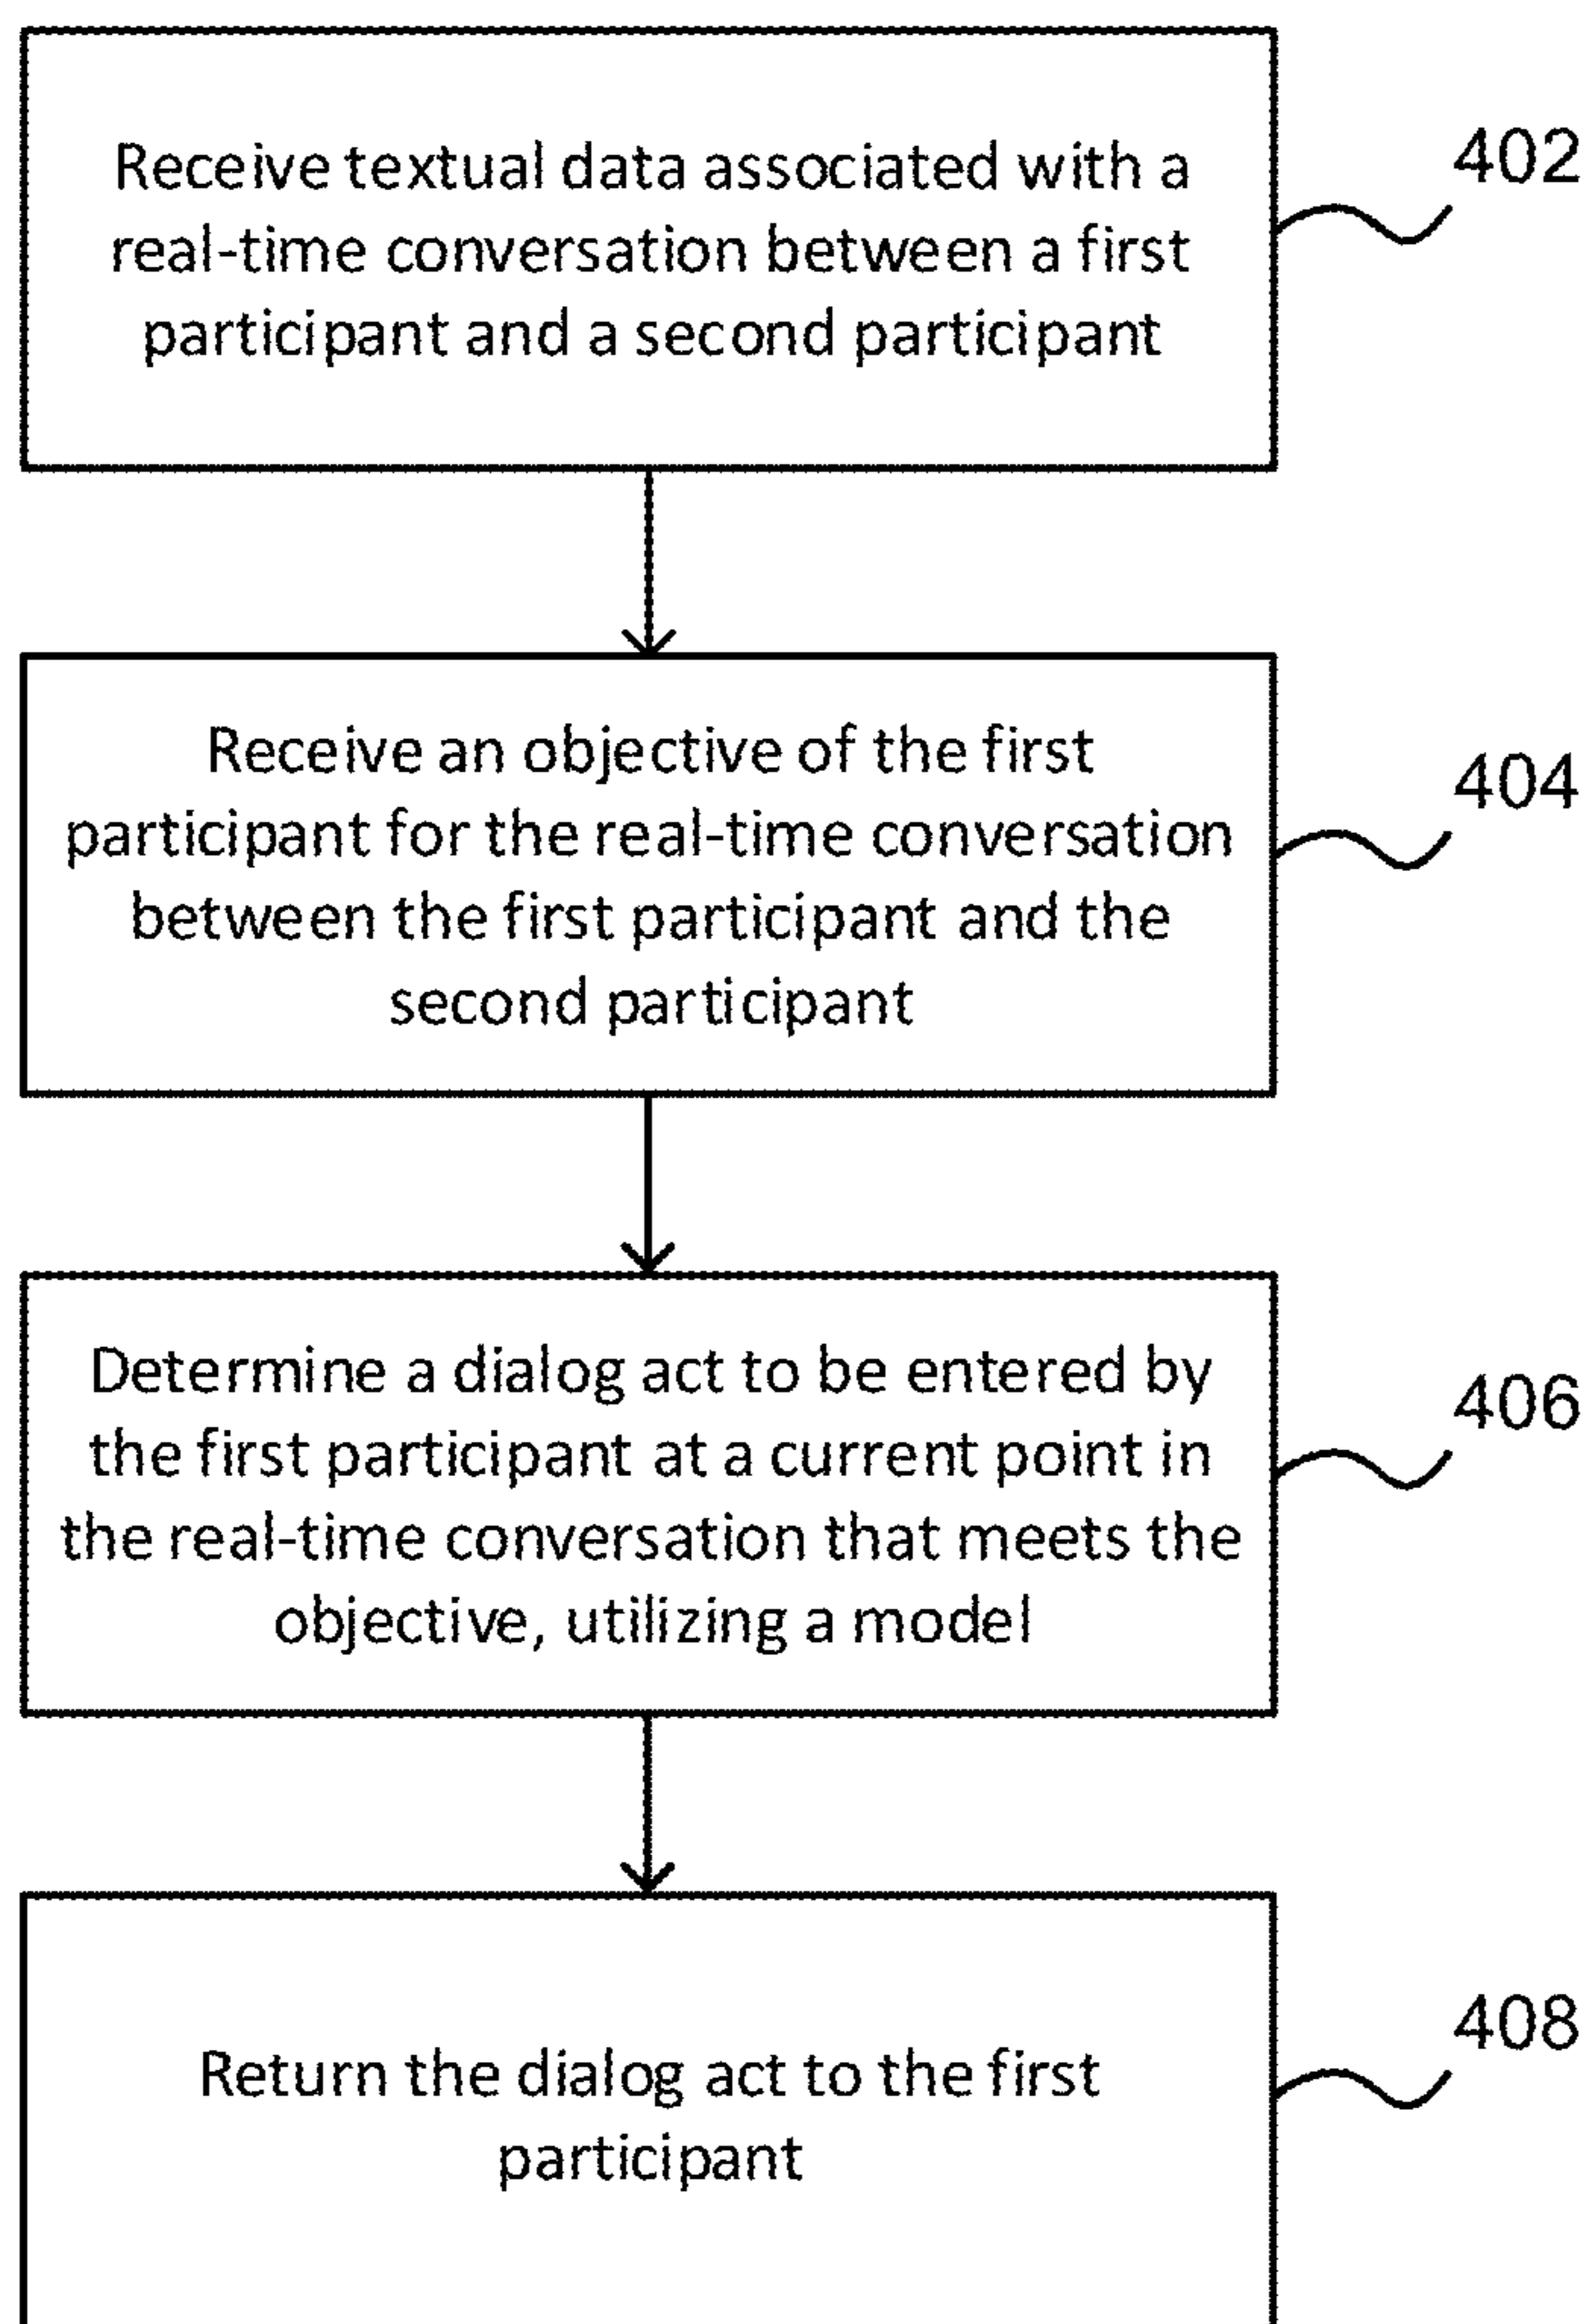 Receive textual data associated with a
real-time conversation between a first
participant and a second participant
402
Receive an objective of the first
participant for the real-time conversation
between the first participant and the
second participant
404
Determine a dialog act to be entered by
the first participant at a current point in
the real-time conversation that meets the
objective, utilizing a model
406
Return the dialog act to the first
participant
408